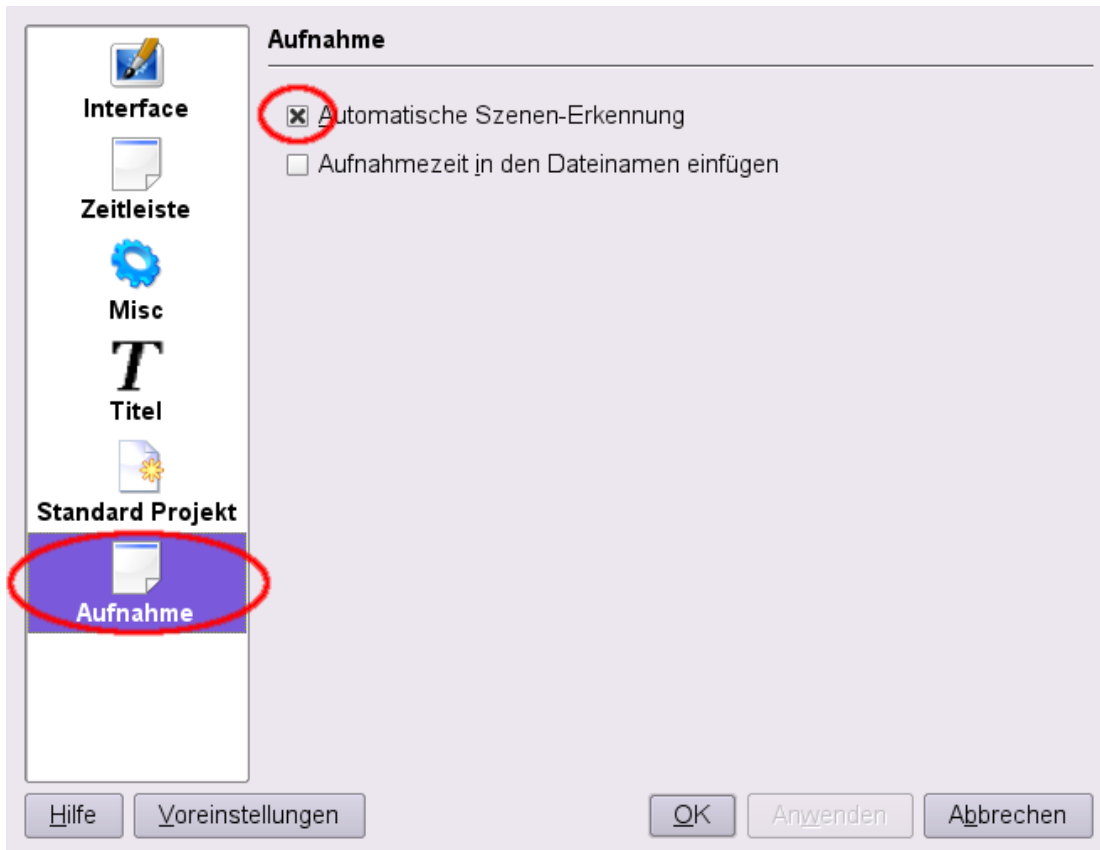 Interface
Zeitleiste
Misc
T
Titel
Standard Projekt
Aufnahme
Aufnahme
Automatische Szenen-Erkennung
Aufnahmezeit in den Dateinamen einfügen
Hilfe
Voreinstellungen
OK
Anwenden
Abbrechen